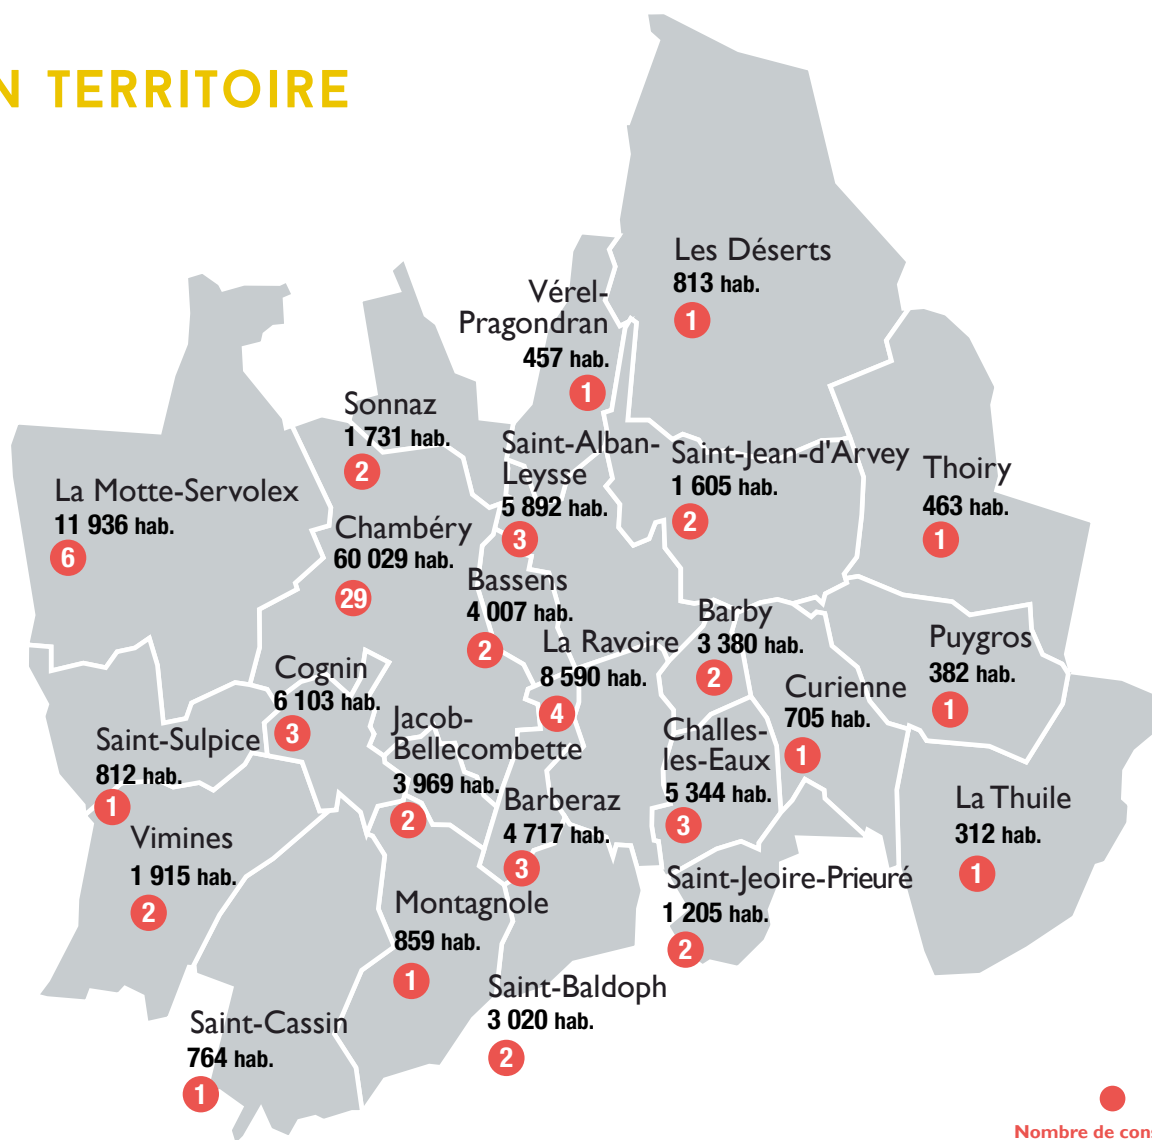 N TERRITOIRE
Les Déserts
813 hab.
1
Vérel-
Pragondran
457 hab.
1
Sonnaz
1 731 hab.
2
Saint-Alban-
Leysse
5 892 hab.
3
Saint-Jean-d'Arvey
1 605 hab.
2
Thoiry
463 hab.
1
La Motte-Servolex
11 936 hab.
6
Chambéry
60 029 hab.
29
Bassens
4 007 hab.
2
La Ravoire
8 590 hab.
4
Barby
3 380 hab.
2
Puygros
382 hab.
1
Cognin
6 103 hab.
3
Curienne
705 hab.
1
Jacob-
Bellecombette
3 969 hab.
2
Challes-
les-Eaux
5 344 hab.
3
Saint-Sulpice
812 hab.
1
Barberaz
4 717 hab.
3
La Thuile
312 hab.
1
Vimines
1 915 hab.
2
Saint-Jeoire-Prieuré
1 205 hab.
2
Montagnole
859 hab.
1
Saint-Baldoph
3 020 hab.
2
Saint-Cassin
764 hab.
1
Nombre de cons